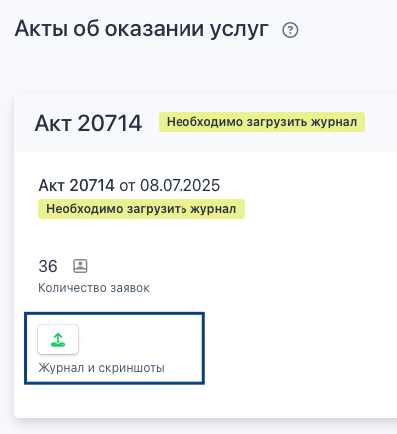 Акты об оказании услуг
Акт 20714 Необходимо загрузить журнал
Акт 20714 от 08.07.2025
Необходимо загрузить журнал
36
Количество заявок
Журнал и скриншоты